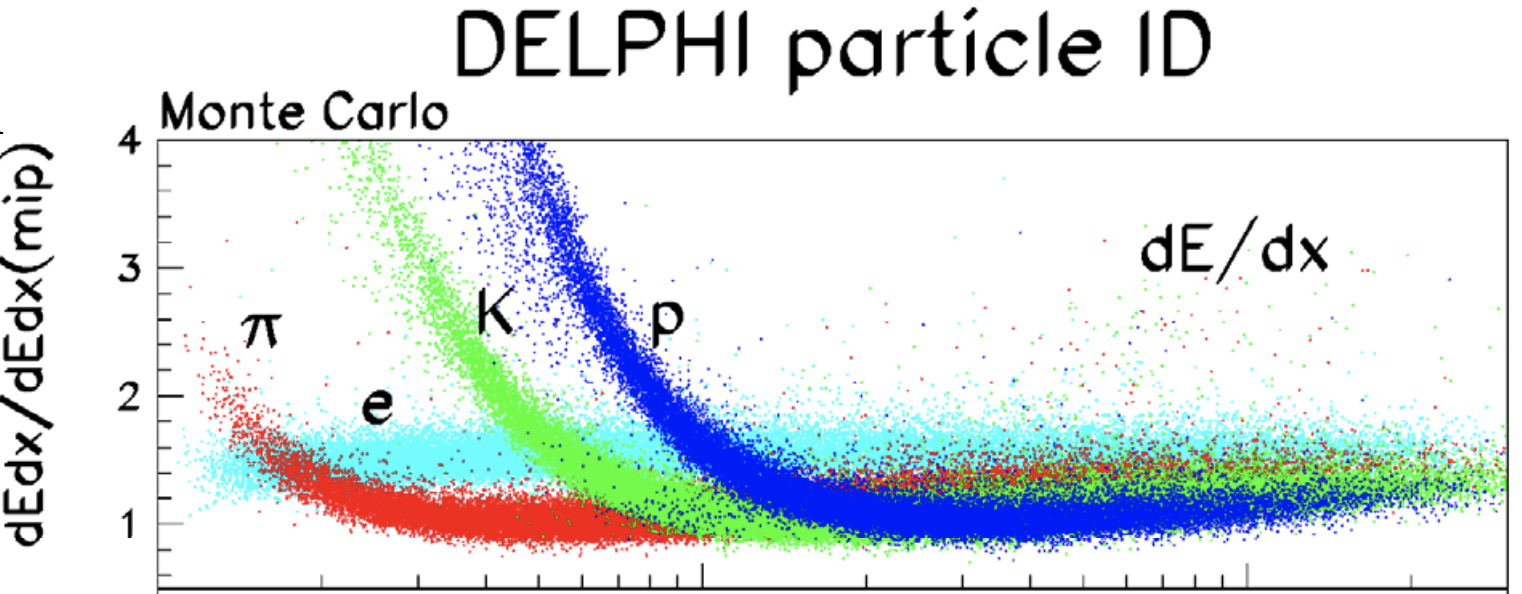 DELPHI particle ID
Monte Carlo
dEdx/dEdx(mip)
4
3
2
1
π
e
K
p
dE/dx